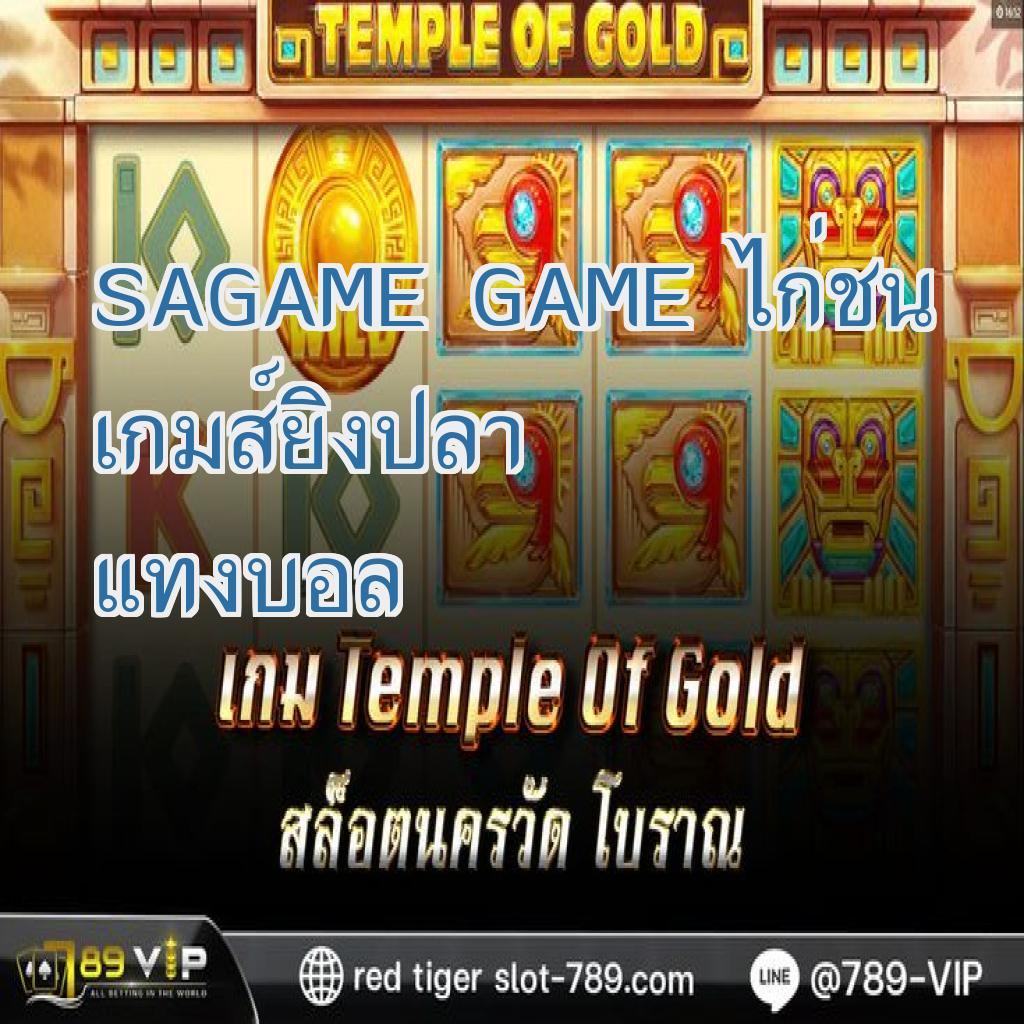 TEMPLE OF GOLD
10
WILD
SAGAME GAME ไก่ชน
เกมส์ยิงปลา
K 10
แทงบอล
เกม Temple Of Gold
สล็อตนครวัด โบราณ
789 VIP
ALL BETTING IN THE WORLD
red tiger slot-789.com
LINE
@789-VIP